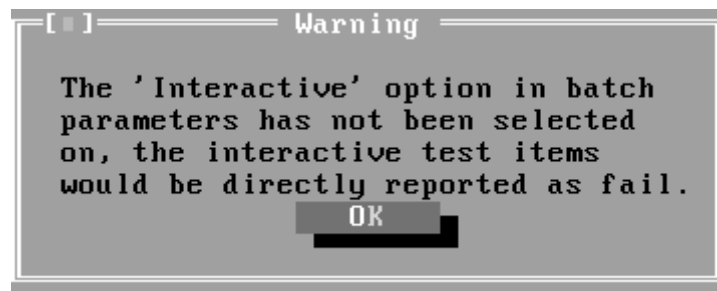 [■] Warning
The 'Interactive' option in batch
parameters has not been selected
on, the interactive test items
would be directly reported as fail.
OK